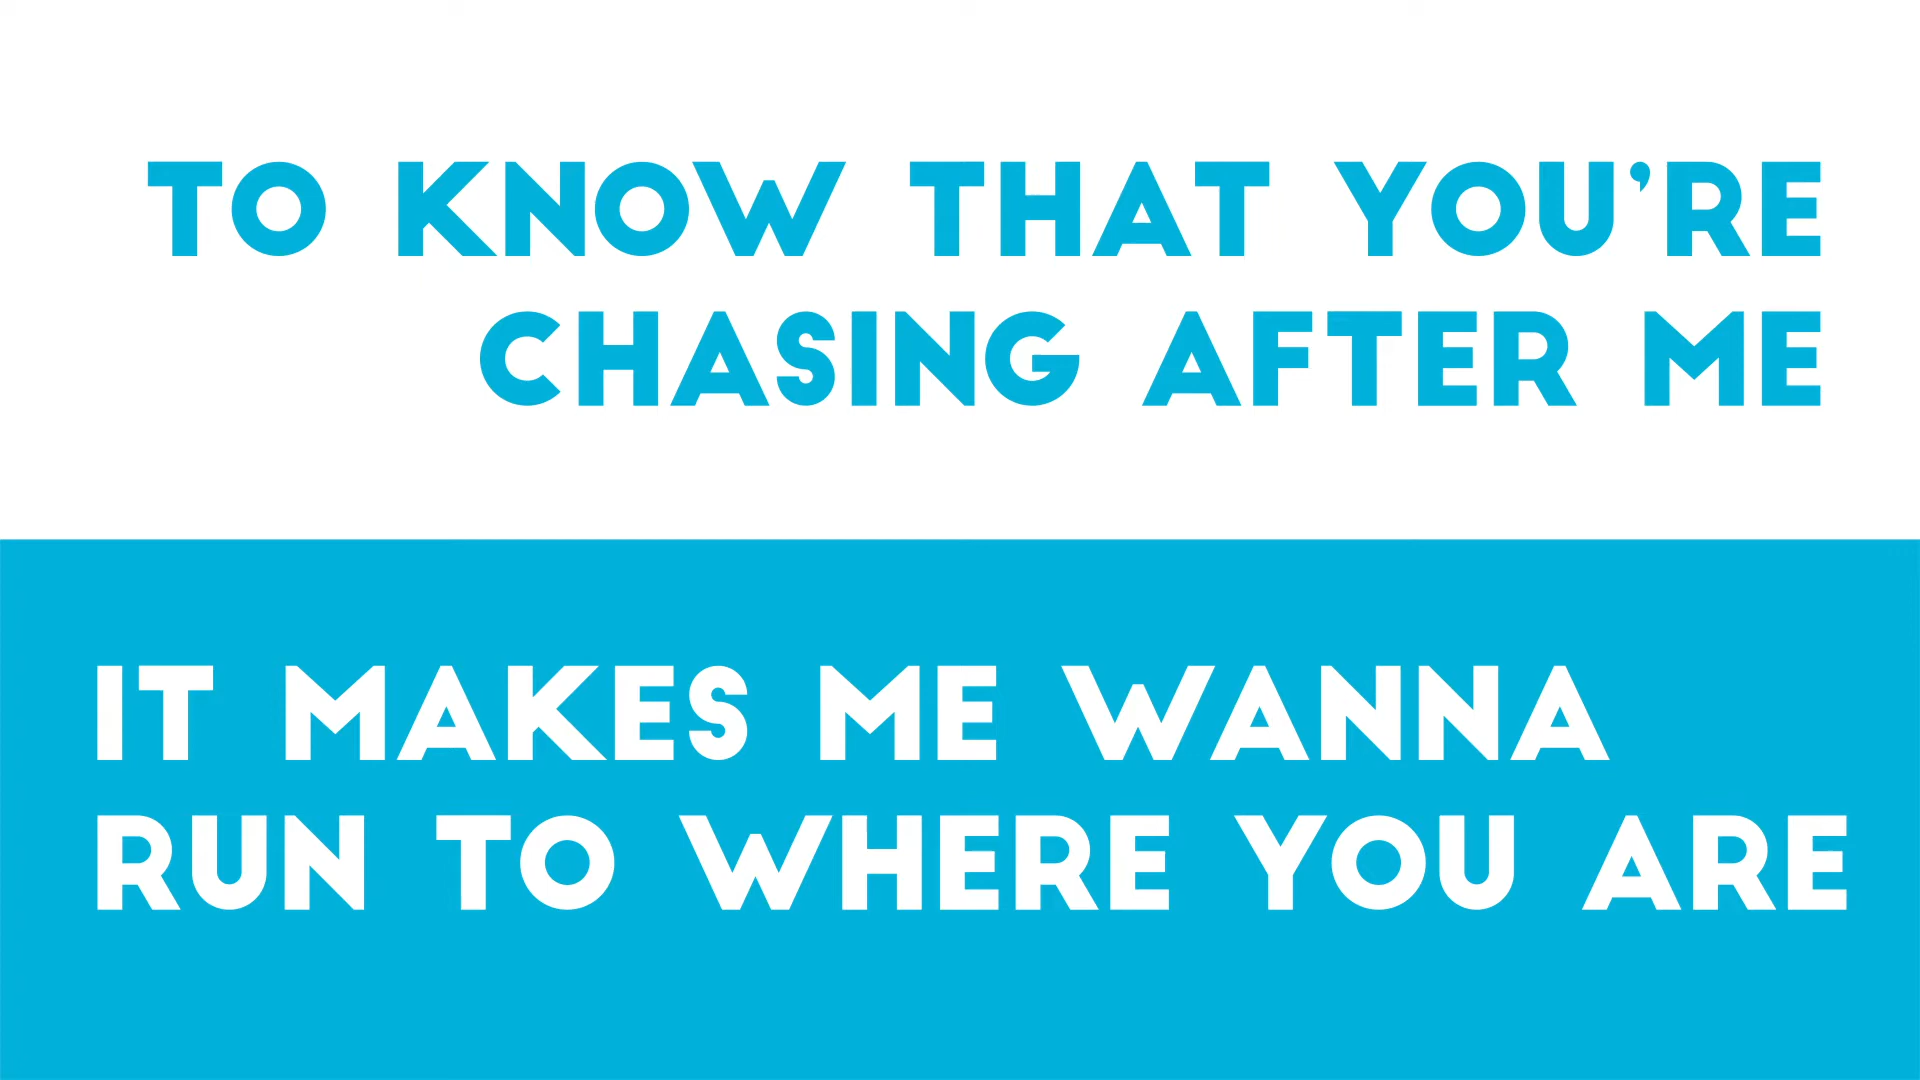 TO KNOW THAT YOU’RE
CHASING AFTER ME
IT MAKES ME WANNA
RUN TO WHERE YOU ARE